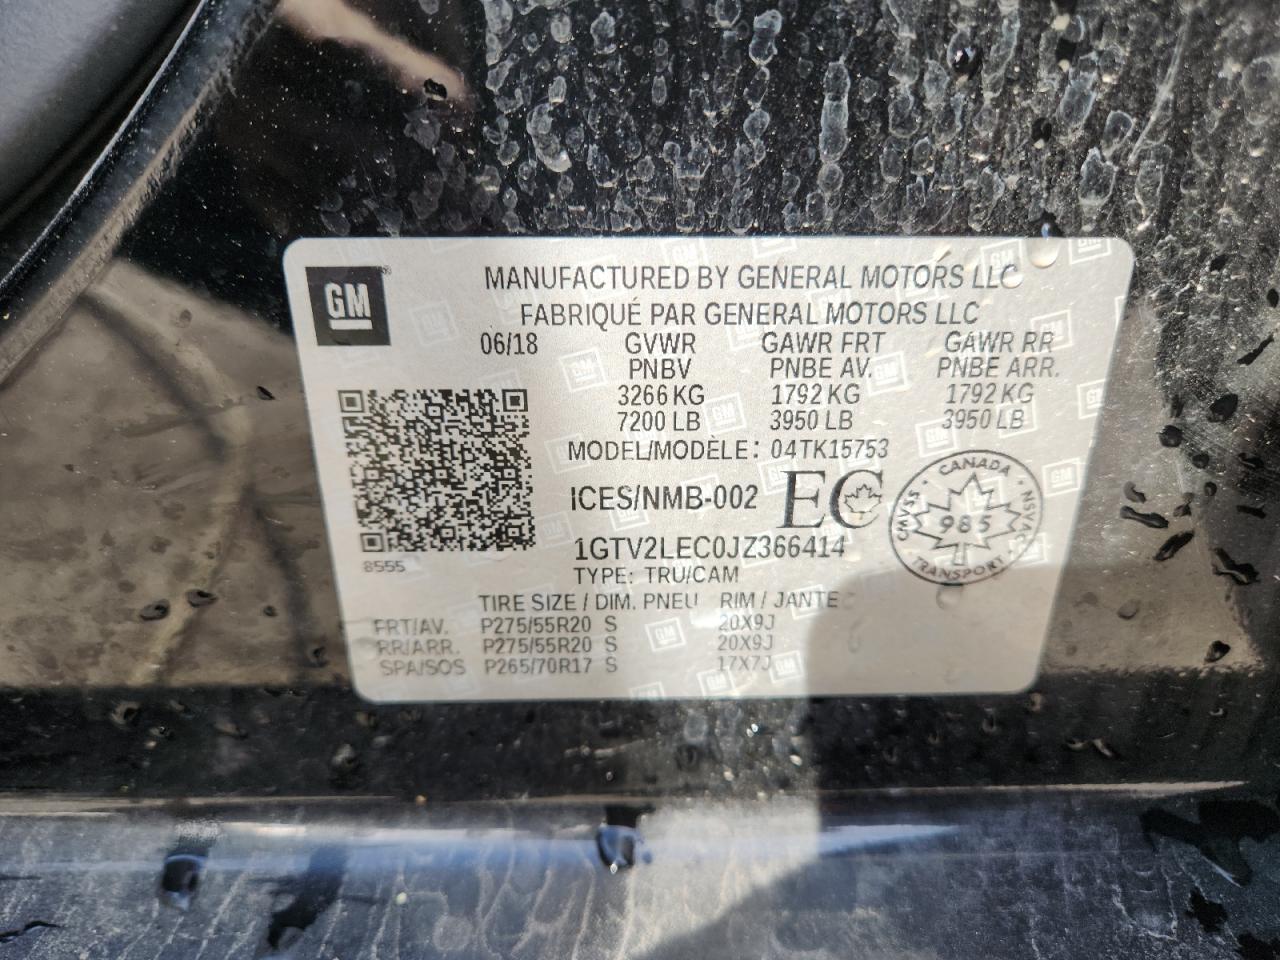 GM
MANUFACTURED BY GENERAL MOTORS LLC
FABRIQUÉ PAR GENERAL MOTORS LLC
06/18 GVWR GAWR FRT GAWR RR
PNBV PNBE AV. PNBE ARR.
3266 KG 1792 KG 1792 KG
7200 LB 3950 LB 3950 LB
MODEL/MODÈLE: 04TK15753
ICES/NMB-002 EC
CANADA
CMVSS 985 NSVAC
TRANSPORT
1GTV2LEC0JZ366414
8555
TYPE: TRU/CAM
TIRE SIZE / DIM. PNEU RIM / JANTE
FRT/AV. P275/55R20 S 20X9J
RR/ARR. P275/55R20 S 20X9J
SPA/SOS P265/70R17 S 17X7J